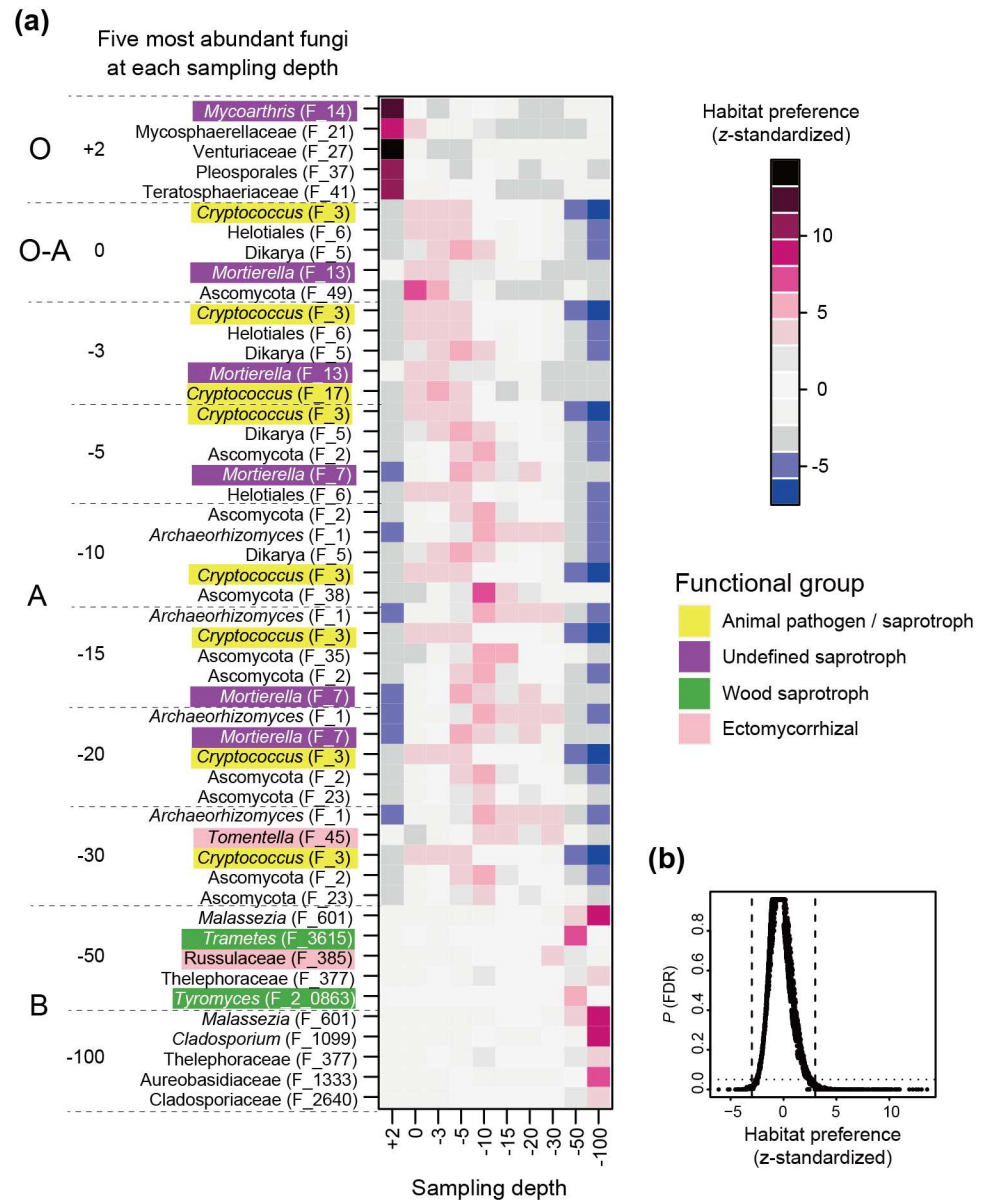 (a)
Five most abundant fungi
at each sampling depth
O
+2
Mycoarthris (F_14)
Mycosphaerellaceae (F_21)
Venturiaceae (F_27)
Pleosporales (F_37)
Teratosphaeriaceae (F_41)
O-A
0
Cryptococcus (F_3)
Helotiales (F_6)
Dikarya (F_5)
Mortierella (F_13)
Ascomycota (F_49)
A
-3
Cryptococcus (F_3)
Helotiales (F_6)
Dikarya (F_5)
Mortierella (F_13)
Cryptococcus (F_17)
-5
Cryptococcus (F_3)
Dikarya (F_5)
Ascomycota (F_2)
Mortierella (F_7)
Helotiales (F_6)
-10
Ascomycota (F_2)
Archaeorhizomyces (F_1)
Dikarya (F_5)
Cryptococcus (F_3)
Ascomycota (F_38)
-15
Archaeorhizomyces (F_1)
Cryptococcus (F_3)
Ascomycota (F_35)
Ascomycota (F_2)
Mortierella (F_7)
-20
Archaeorhizomyces (F_1)
Mortierella (F_7)
Cryptococcus (F_3)
Ascomycota (F_2)
Ascomycota (F_23)
-30
Archaeorhizomyces (F_1)
Tomentella (F_45)
Cryptococcus (F_3)
Ascomycota (F_2)
Ascomycota (F_23)
B
-50
Malassezia (F_601)
Trametes (F_3615)
Russulaceae (F_385)
Thelephoraceae (F_377)
Tyromyces (F_2_0863)
-100
Malassezia (F_601)
Cladosporium (F_1099)
Thelephoraceae (F_377)
Aureobasidiaceae (F_1333)
Cladosporiaceae (F_2640)
+2 0 -3 -5 -10 -15 -20 -30 -50 -100
Sampling depth
Habitat preference
(z-standardized)
10
5
0
-5
Functional group
Animal pathogen / saprotroph
Undefined saprotroph
Wood saprotroph
Ectomycorrhizal
(b)
P (FDR)
0.8
0.6
0.4
0.2
0.0
−5 0 5 10
Habitat preference
(z-standardized)